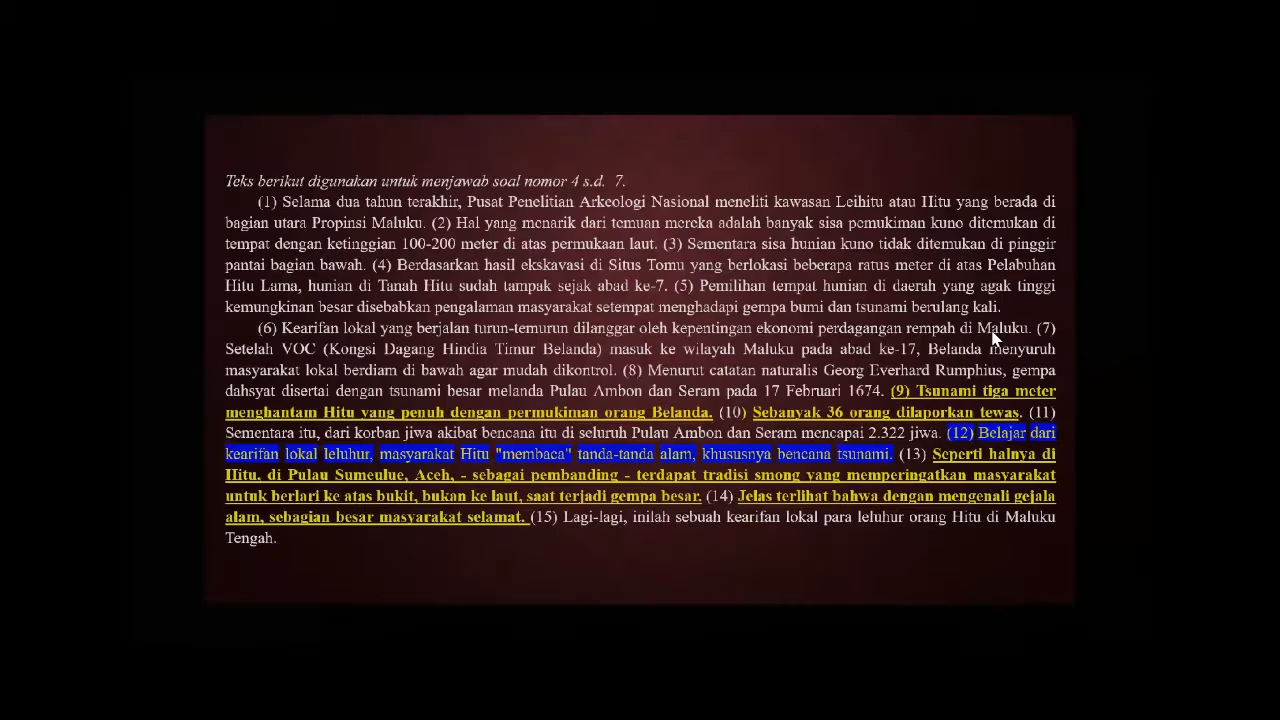 Teks berikut digunakan untuk menjawab soal nomor 4 s.d. 7.
(1) Selama dua tahun terakhir, Pusat Penelitian Arkeologi Nasional meneliti kawasan Leihitu atau Hitu yang berada di
bagian utara Propinsi Maluku. (2) Hal yang menarik dari temuan mereka adalah banyak sisa pemukiman kuno ditemukan di
tempat dengan ketinggian 100-200 meter di atas permukaan laut. (3) Sementara sisa hunian kuno tidak ditemukan di pinggir
pantai bagian bawah. (4) Berdasarkan hasil ekskavasi di Situs Tomu yang berlokasi beberapa ratus meter di atas Pelabuhan
Hitu Lama, hunian di Tanah Hitu sudah tampak sejak abad ke-7. (5) Pemilihan tempat hunian di daerah yang agak tinggi
kemungkinan besar disebabkan pengalaman masyarakat setempat menghadapi gempa bumi dan tsunami berulang kali.
(6) Kearifan lokal yang berjalan turun-temurun dilanggar oleh kepentingan ekonomi perdagangan rempah di Maluku. (7)
Setelah VOC (Kongsi Dagang Hindia Timur Belanda) masuk ke wilayah Maluku pada abad ke-17, Belanda menyuruh
masyarakat lokal berdiam di bawah agar mudah dikontrol. (8) Menurut catatan naturalis Georg Everhard Rumphius, gempa
dahsyat disertai dengan tsunami besar melanda Pulau Ambon dan Seram pada 17 Februari 1674. (9) Tsunami tiga meter
menghantam Hitu yang penuh dengan permukiman orang Belanda. (10) Sebanyak 36 orang dilaporkan tewas. (11)
Sementara itu, dari korban jiwa akibat bencana itu di seluruh Pulau Ambon dan Seram mencapai 2.322 jiwa. (12) Belajar dari
kearifan lokal leluhur, masyarakat Hitu "membaca" tanda-tanda alam, khususnya bencana tsunami. (13) Seperti halnya di
Hitu, di Pulau Sumeulue, Aceh, - sebagai pembanding - terdapat tradisi smong yang memperingatkan masyarakat
untuk berlari ke atas bukit, bukan ke laut, saat terjadi gempa besar. (14) Jelas terlihat bahwa dengan mengenali gejala
alam, sebagian besar masyarakat selamat. (15) Lagi-lagi, inilah sebuah kearifan lokal para leluhur orang Hitu di Maluku
Tengah.